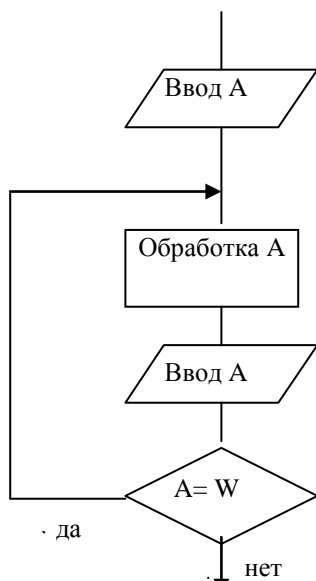 Ввод А
Обработка А
Ввод А
А= W
да
нет